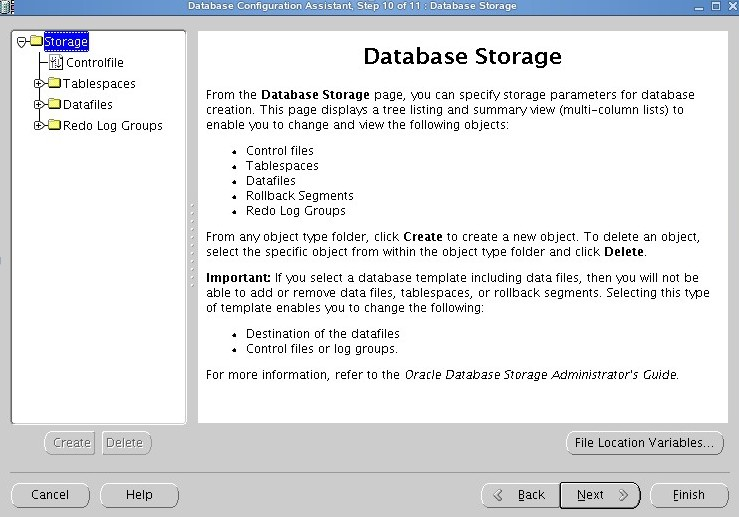 Database Configuration Assistant, Step 10 of 11 : Database Storage
Storage
Controlfile
Tablespaces
Datafiles
Redo Log Groups
Database Storage
From the Database Storage page, you can specify storage parameters for database
creation. This page displays a tree listing and summary view (multi-column lists) to
enable you to change and view the following objects:
• Control files
• Tablespaces
• Datafiles
• Rollback Segments
• Redo Log Groups
From any object type folder, click Create to create a new object. To delete an object,
select the specific object from within the object type folder and click Delete.
Important: If you select a database template including data files, then you will not be
able to add or remove data files, tablespaces, or rollback segments. Selecting this type
of template enables you to change the following:
• Destination of the datafiles
• Control files or log groups.
For more information, refer to the Oracle Database Storage Administrator's Guide.
Create
Delete
File Location Variables...
Cancel
Help
Back
Next
Finish